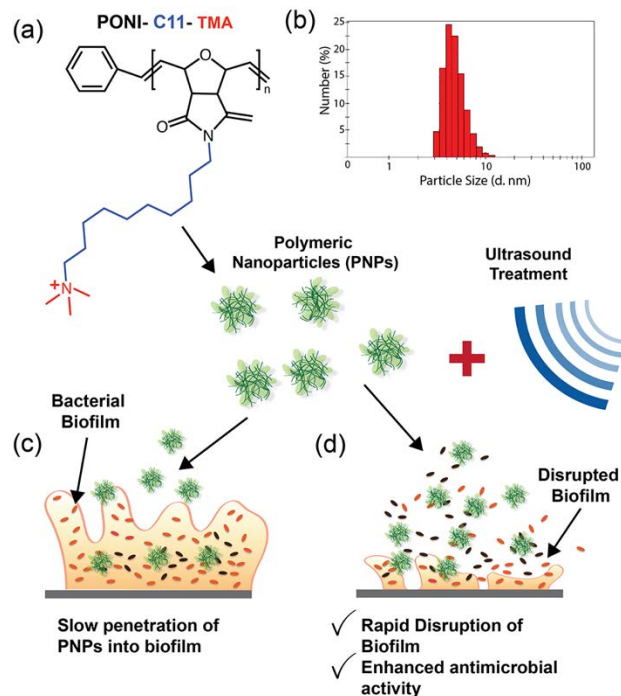 (a)
PONI- C11- TMA
n
O
O
N
+
N
(b)
Number (%)
25
20
15
10
5
0
1
10
100
Particle Size (d. nm)
Polymeric
Nanoparticles (PNPs)
Ultrasound
Treatment
Bacterial
Biofilm
(c)
(d)
Disrupted
Biofilm
Slow penetration of
PNPs into biofilm
✓ Rapid Disruption of
Biofilm
✓ Enhanced antimicrobial
activity